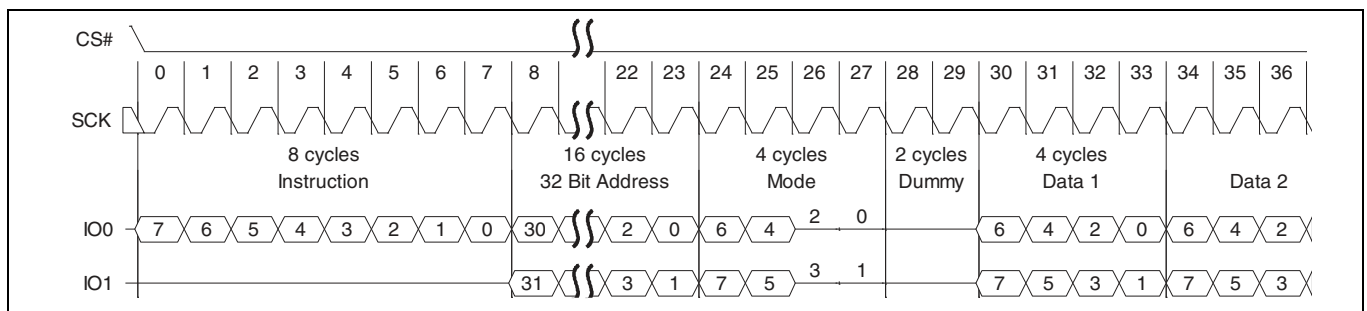 CS#
0 1 2 3 4 5 6 7 8 22 23 24 25 26 27 28 29 30 31 32 33 34 35 36
SCK
8 cycles 16 cycles 4 cycles 2 cycles 4 cycles
Instruction 32 Bit Address Mode Dummy Data 1 Data 2
IO0 7 6 5 4 3 2 1 0 30 2 0 6 4 2 0 6 4 2 0 6 4 2
IO1 31 3 1 7 5 3 1 7 5 3 1 7 5 3